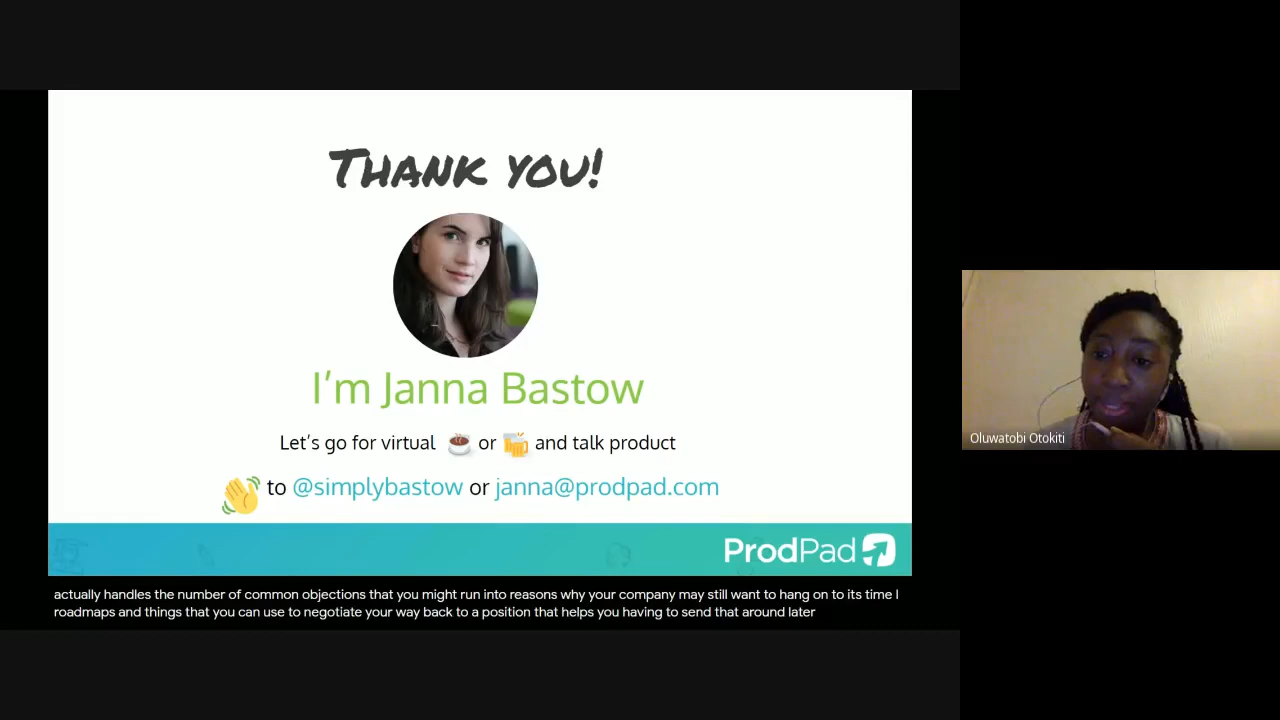 THANK YOU!
I'm Janna Bastow
Let's go for virtual ☕ or 🍻 and talk product
👋 to @simplybastow or janna@prodpad.com
ProdPad
actually handles the number of common objections that you might run into reasons why your company may still want to hang on to its time l
roadmaps and things that you can use to negotiate your way back to a position that helps you having to send that around later
Oluwatobi Otokiti